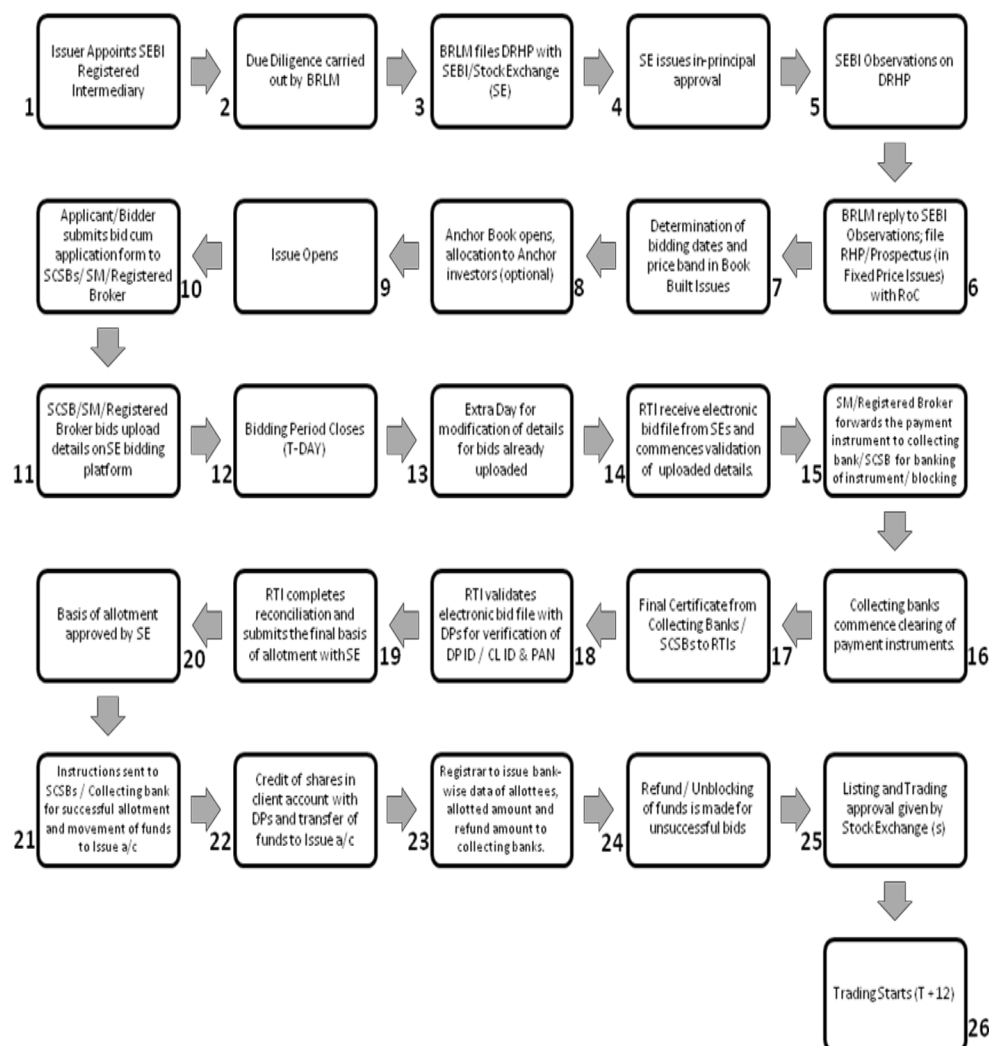 Issuer Appoints SEBI
Registered
Intermediary
1
Due Diligence carried
out by BRLM
2
BRLM files DRHP with
SEBI/Stock Exchange
(SE)
3
SE issues in-principal
approval
4
SEBI Observations on
DRHP
5
BRLM reply to SEBI
Observations; file
RHP/Prospectus (in
Fixed Price Issues)
with RoC
6
Determination of
bidding dates and
price band in Book
Built Issues
7
Anchor Book opens,
allocation to Anchor
investors (optional)
8
Issue Opens
9
Applicant/Bidder
submits bid cum
application form to
SCSBs/ SM/Registered
Broker
10
SCSB/SM/Registered
Broker bids upload
details on SE bidding
platform
11
Bidding Period Closes
(T-DAY)
12
Extra Day for
modification of details
for bids already
uploaded
13
RTI receive electronic
bid file from SEs and
commences validation
of uploaded details.
14
SM/Registered Broker
forwards the payment
instrument to collecting
bank/SCSB for banking
of instrument/ blocking
15
Collecting banks
commence clearing of
payment instruments.
16
Final Certificate from
Collecting Banks /
SCSBs to RTIs
17
RTI validates
electronic bid file with
DPs for verification of
DP ID / CL ID & PAN
18
RTI completes
reconciliation and
submits the final basis
of allotment with SE
19
Basis of allotment
approved by SE
20
Instructions sent to
SCSBs / Collecting bank
for successful allotment
and movement of funds
to Issue a/c
21
Credit of shares in
client account with
DPs and transfer of
funds to Issue a/c
22
Registrar to issue bank-
wise data of allottees,
allotted amount and
refund amount to
collecting banks.
23
Refund / Unblocking
of funds is made for
unsuccessful bids
24
Listing and Trading
approval given by
Stock Exchange (s)
25
Trading Starts (T + 12)
26